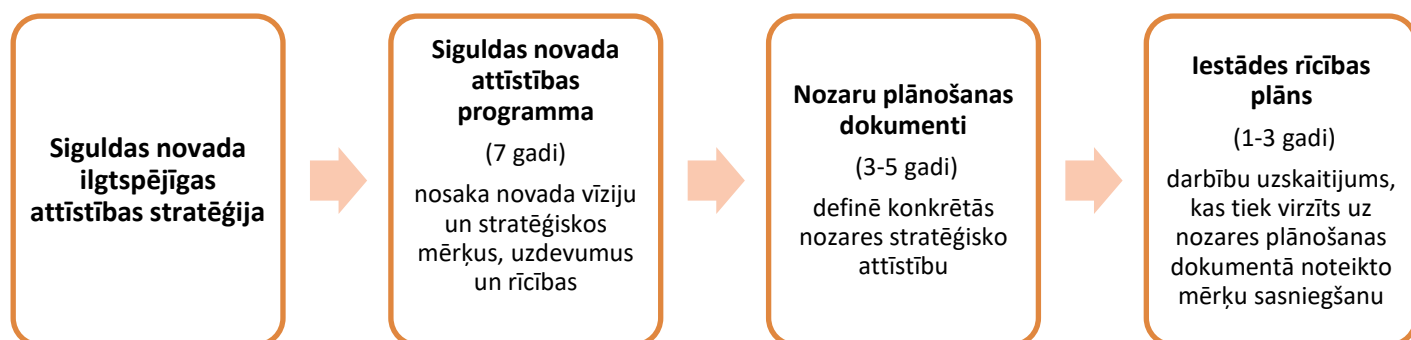 Siguldas novada
ilgtspējīgas
attīstības stratēģija
Siguldas novada
attīstības
programma
(7 gadi)
nosaka novada vīziju
un stratēģiskos
mērķus, uzdevumus
un rīcības
Nozaru plānošanas
dokumenti
(3-5 gadi)
definē konkrētās
nozares stratēģisko
attīstību
Iestādes rīcības
plāns
(1-3 gadi)
darbību uzskaitijums,
kas tiek virzīts uz
nozares plānošanas
dokumentā noteikto
mērķu sasniegšanu